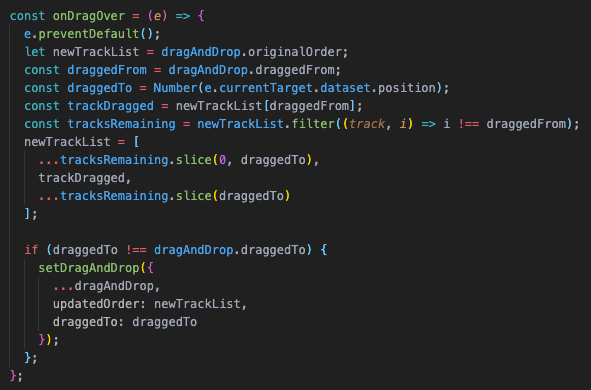 const onDragOver = (e) => {
  e.preventDefault();
  let newTrackList = dragAndDrop.originalOrder;
  const draggedFrom = dragAndDrop.draggedFrom;
  const draggedTo = Number(e.currentTarget.dataset.position);
  const trackDragged = newTrackList[draggedFrom];
  const tracksRemaining = newTrackList.filter((track, i) => i !== draggedFrom);
  newTrackList = [
    ...tracksRemaining.slice(0, draggedTo),
    trackDragged,
    ...tracksRemaining.slice(draggedTo)
  ];

  if (draggedTo !== dragAndDrop.draggedTo) {
    setDragAndDrop({
      ...dragAndDrop,
      updatedOrder: newTrackList,
      draggedTo: draggedTo
    });
  };
};